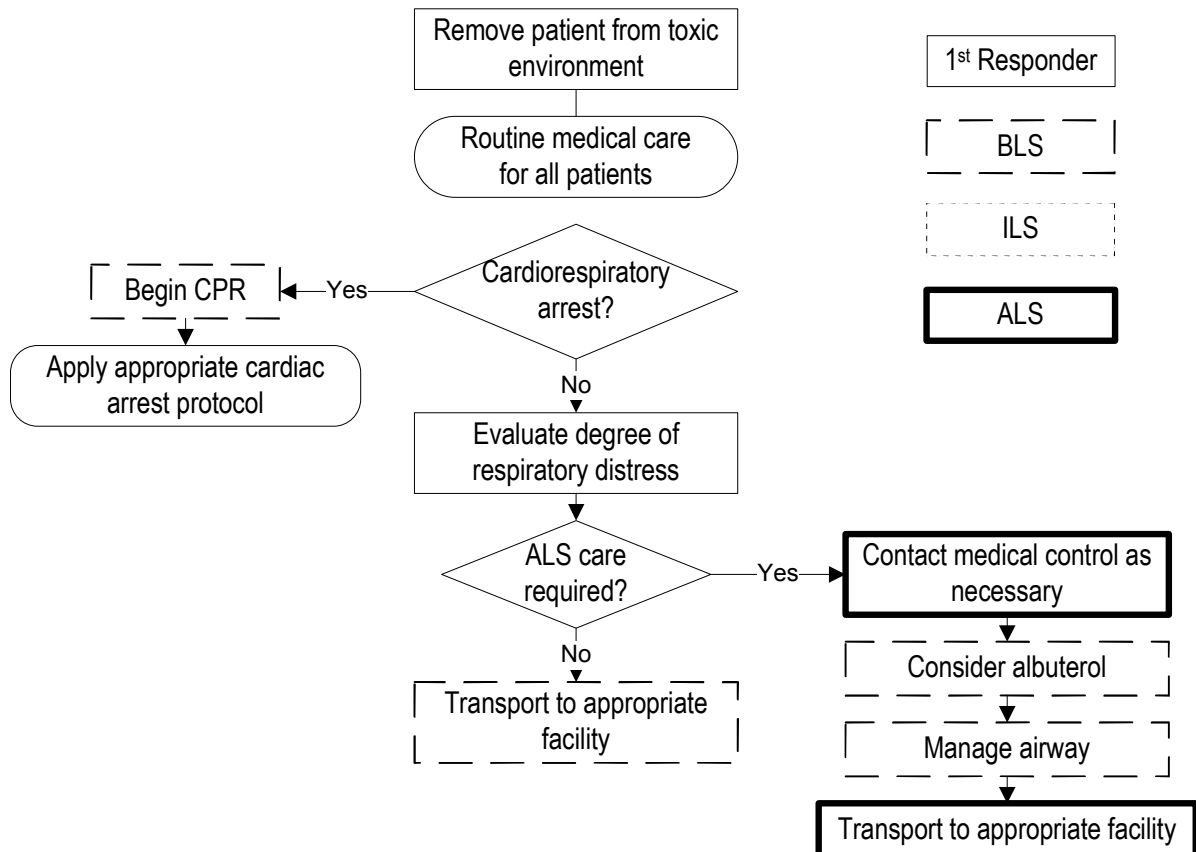 Remove patient from toxic
environment
Routine medical care
for all patients
Cardiorespiratory
arrest?
Yes
Begin CPR
Apply appropriate cardiac
arrest protocol
No
Evaluate degree of
respiratory distress
ALS care
required?
Yes
Contact medical control as
necessary
Consider albuterol
Manage airway
Transport to appropriate facility
No
Transport to appropriate
facility
1st Responder
BLS
ILS
ALS